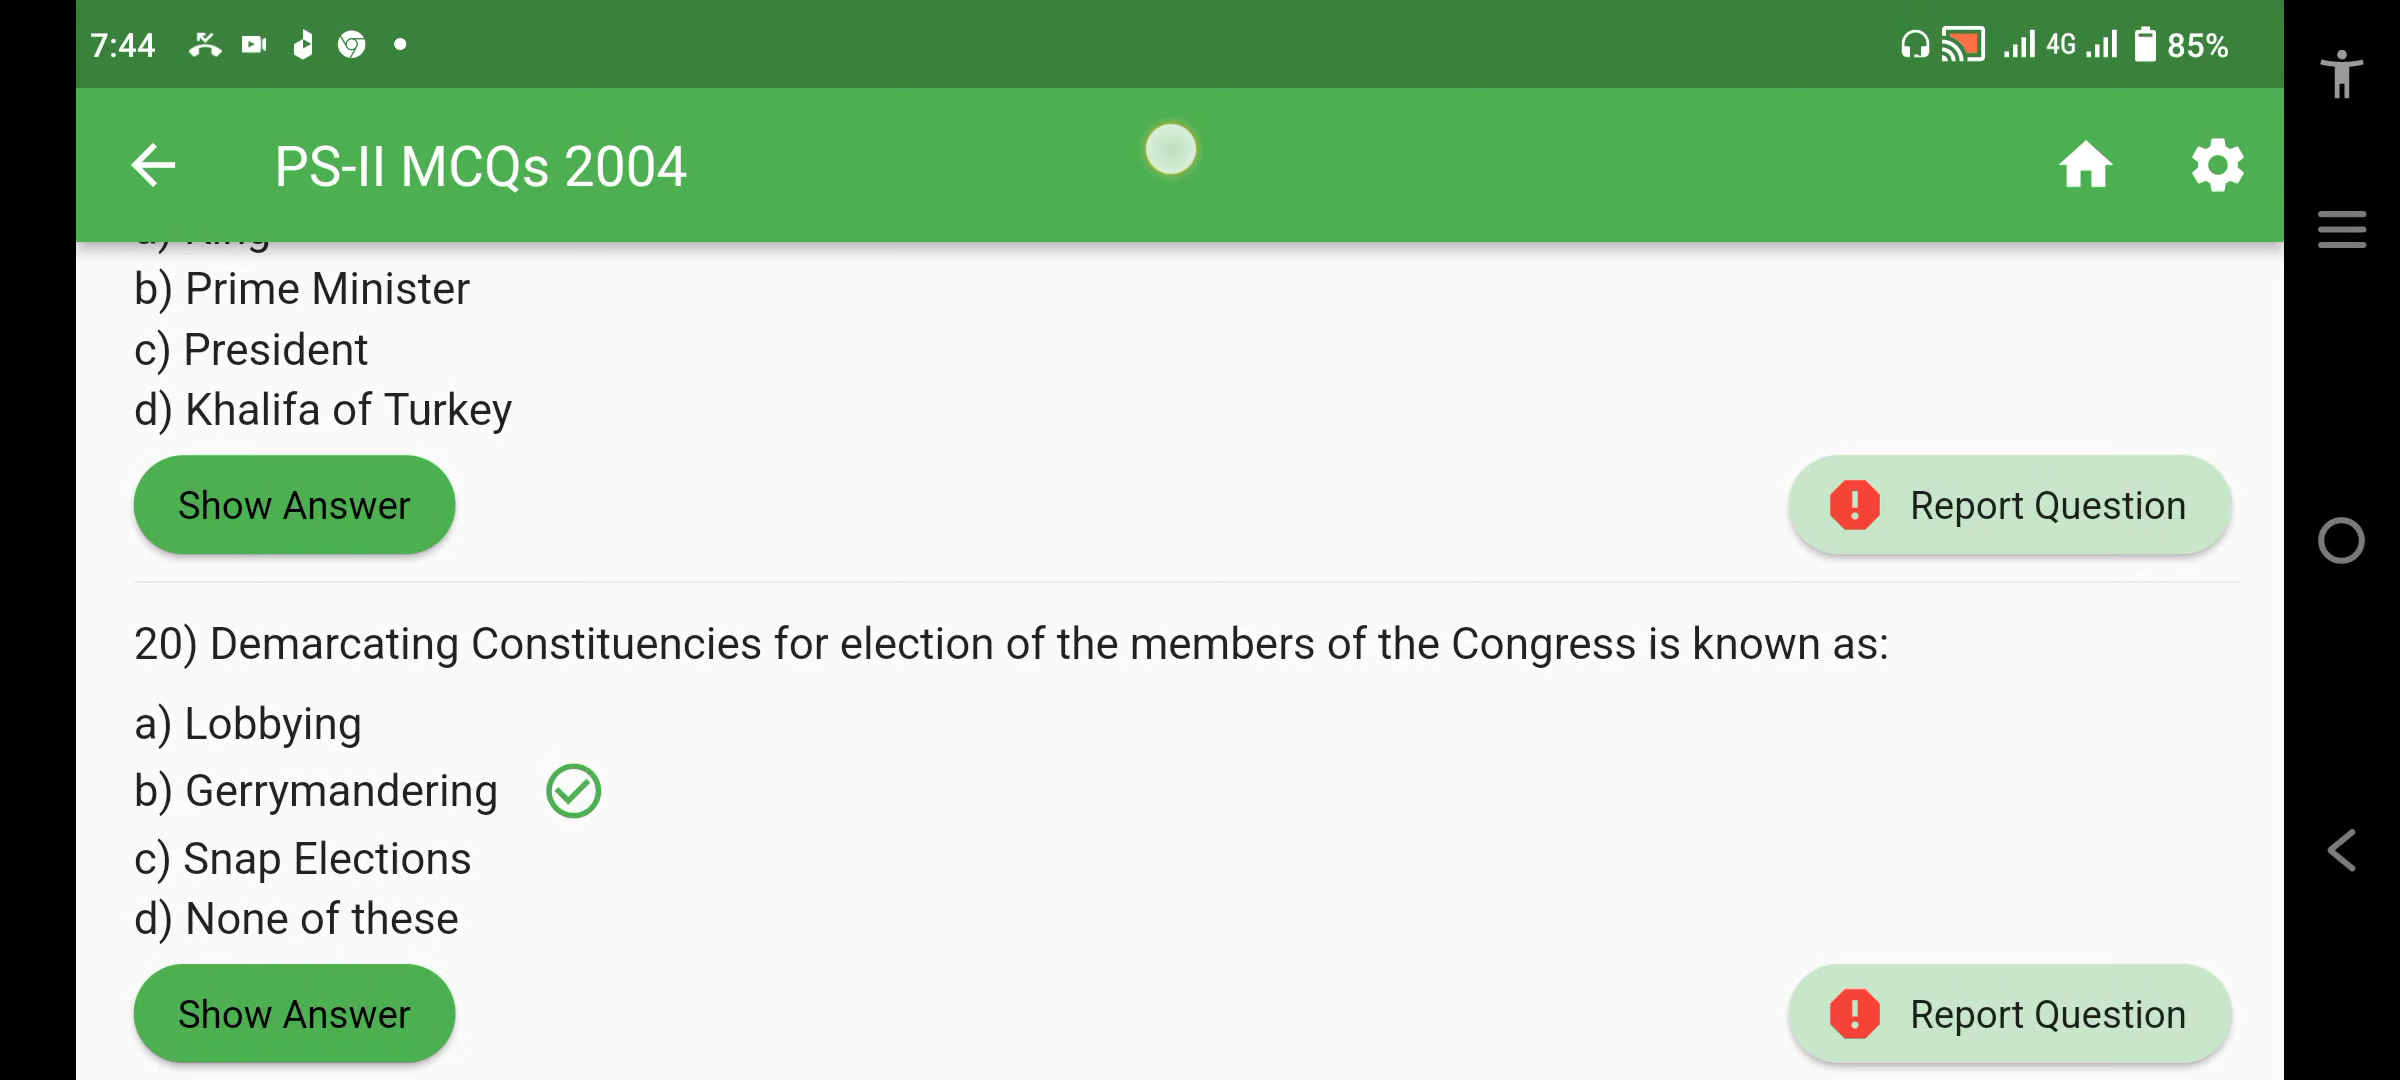 7:44
4G
85%
PS-II MCQs 2004
b) Prime Minister
c) President
d) Khalifa of Turkey
Show Answer
Report Question
20) Demarcating Constituencies for election of the members of the Congress is known as:
a) Lobbying
b) Gerrymandering
c) Snap Elections
d) None of these
Show Answer
Report Question